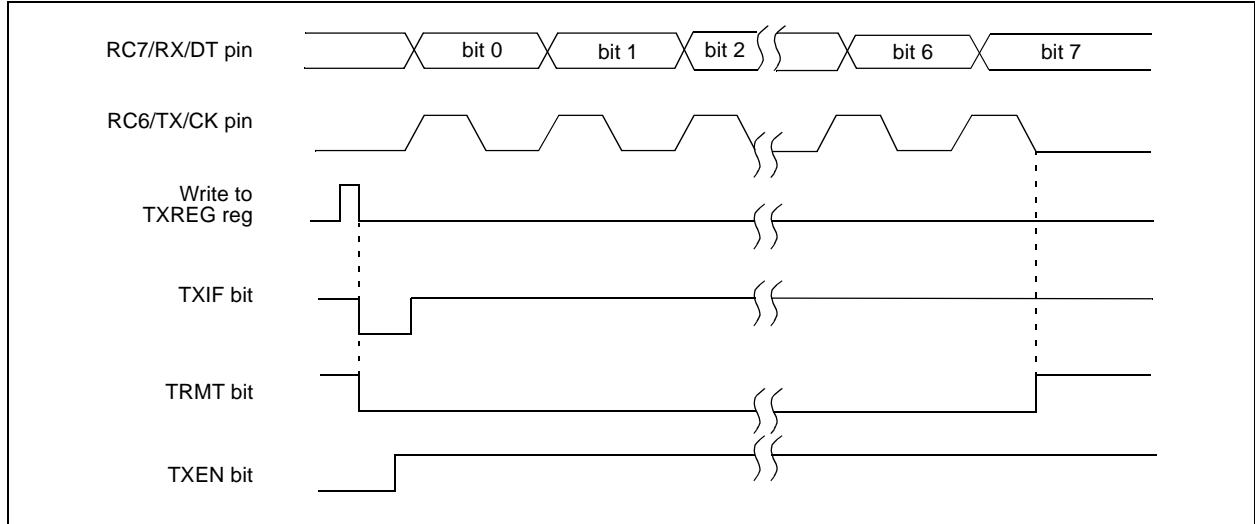 RC7/RX/DT pin
bit 0
bit 1
bit 2
bit 6
bit 7
RC6/TX/CK pin
Write to
TXREG reg
TXIF bit
TRMT bit
TXEN bit